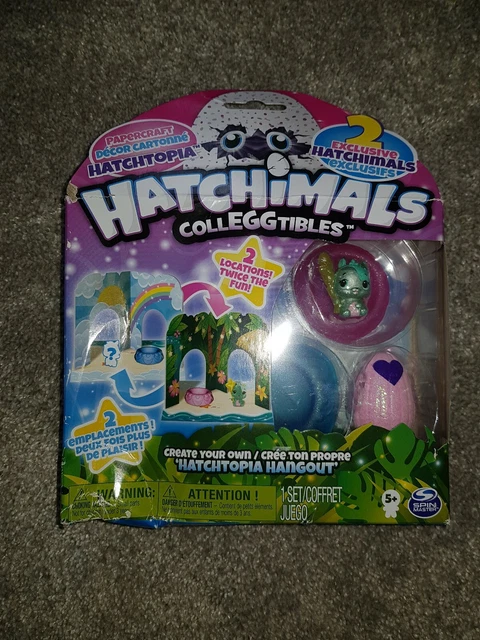 PAPERCRAFT
DÉCOR CARTONNÉ
HATCHTOPIA
2
EXCLUSIVE
HATCHIMALS
EXCLUSIFS
HATCHIMALS
COLLEGGTIBLES™
2
LOCATIONS!
TWICE THE
FUN!
?
2
EMPLACEMENTS!
DEUX FOIS PLUS
DE PLAISIR!
CREATE YOUR OWN / CRÉE TON PROPRE
'HATCHTOPIA HANGOUT'
WARNING:
ATTENTION !
1 SET/COFFRET
JUEGO
5+
SPIN
MASTER